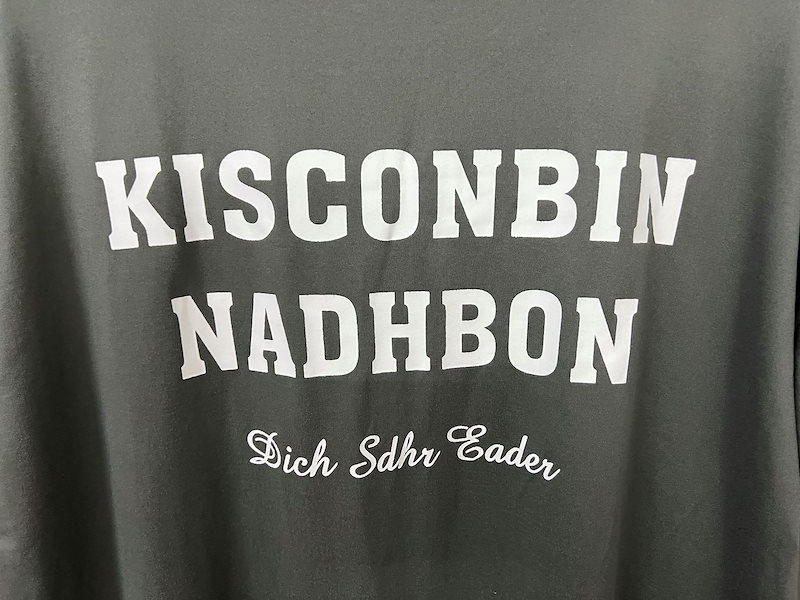 KISCONBIN
NADHBON
Dich Sdhr Eader